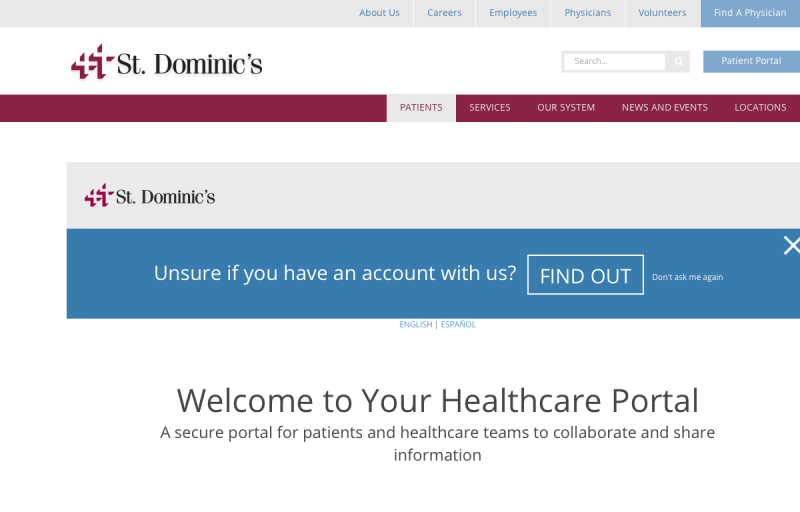 About Us Careers Employees Physicians Volunteers Find A Physician
St. Dominic's
Search...
Patient Portal
PATIENTS SERVICES OUR SYSTEM NEWS AND EVENTS LOCATIONS
St. Dominic's
Unsure if you have an account with us? FIND OUT Don't ask me again
ENGLISH | ESPAÑOL
Welcome to Your Healthcare Portal
A secure portal for patients and healthcare teams to collaborate and share
information